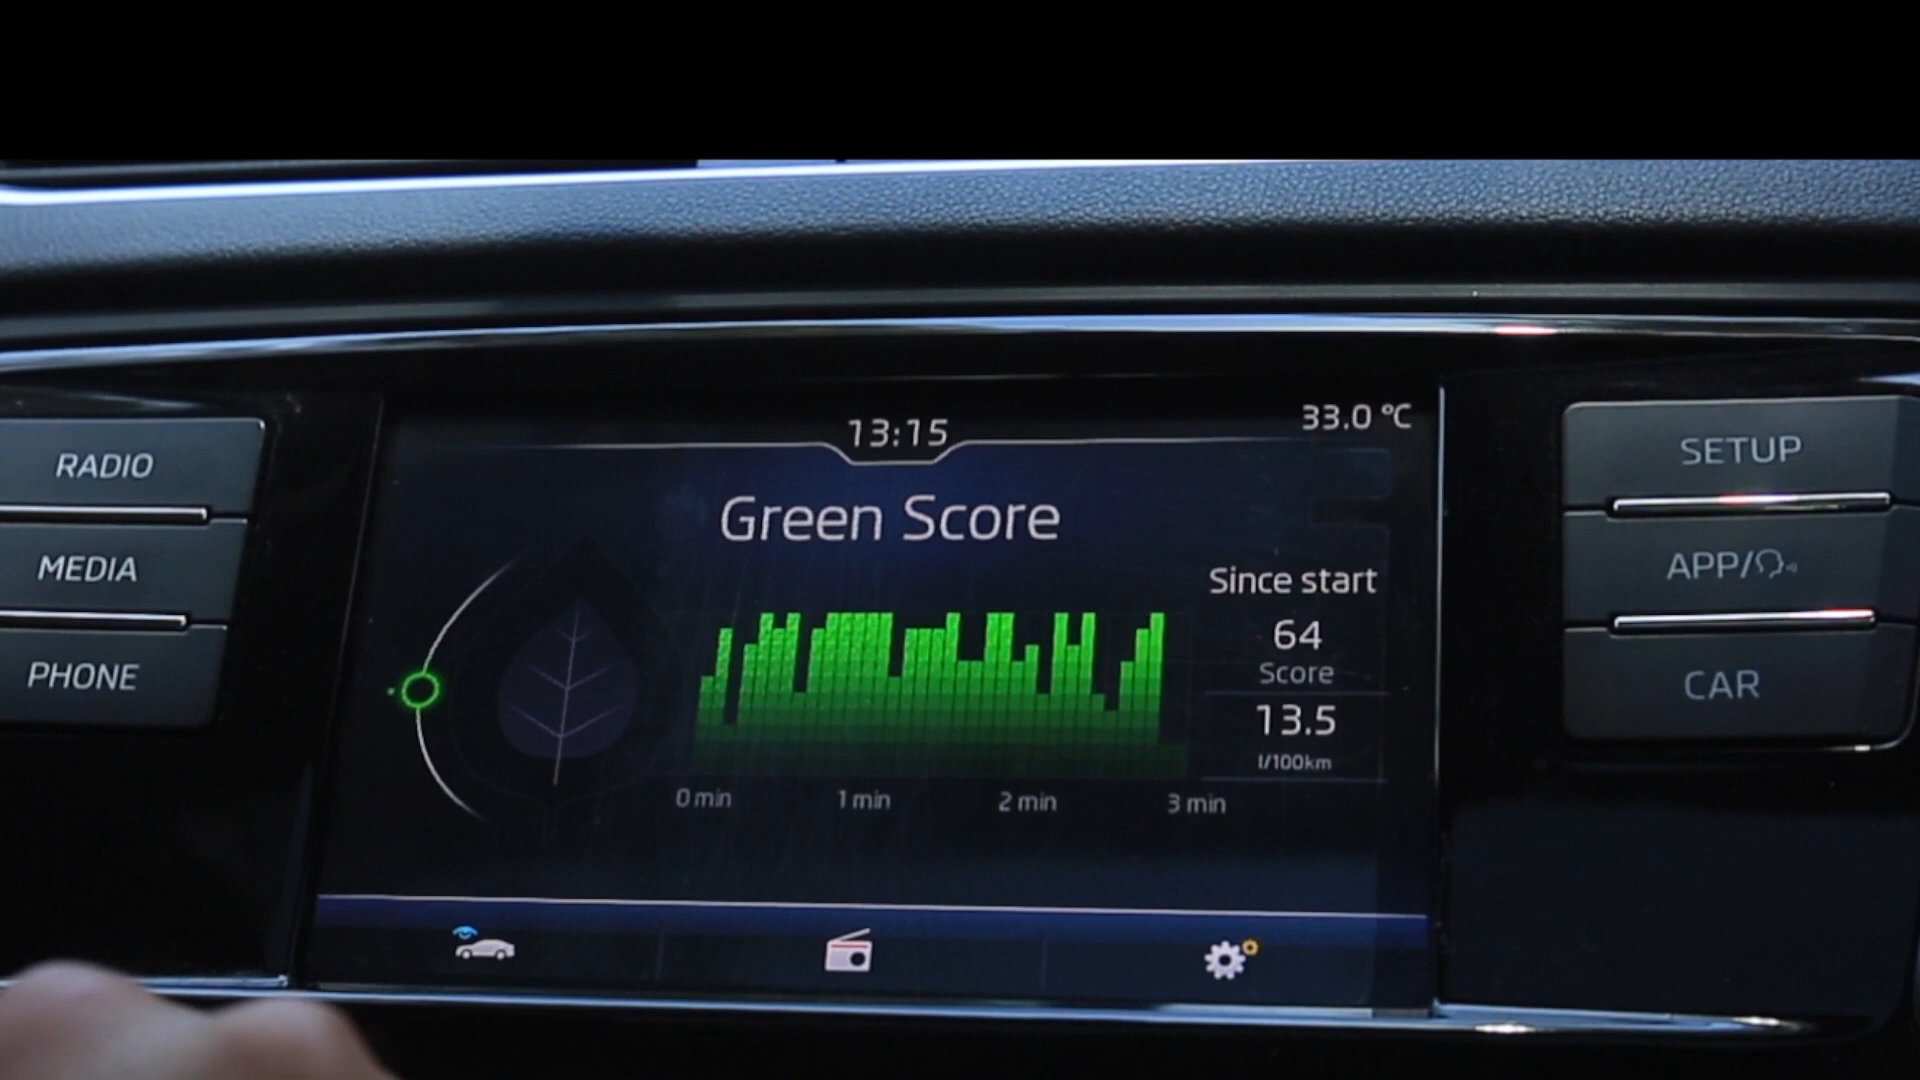 13:15
33.0 °C
RADIO
MEDIA
PHONE
Green Score
Since start
64
Score
13.5
l/100km
0 min
1 min
2 min
3 min
SETUP
APP/
CAR